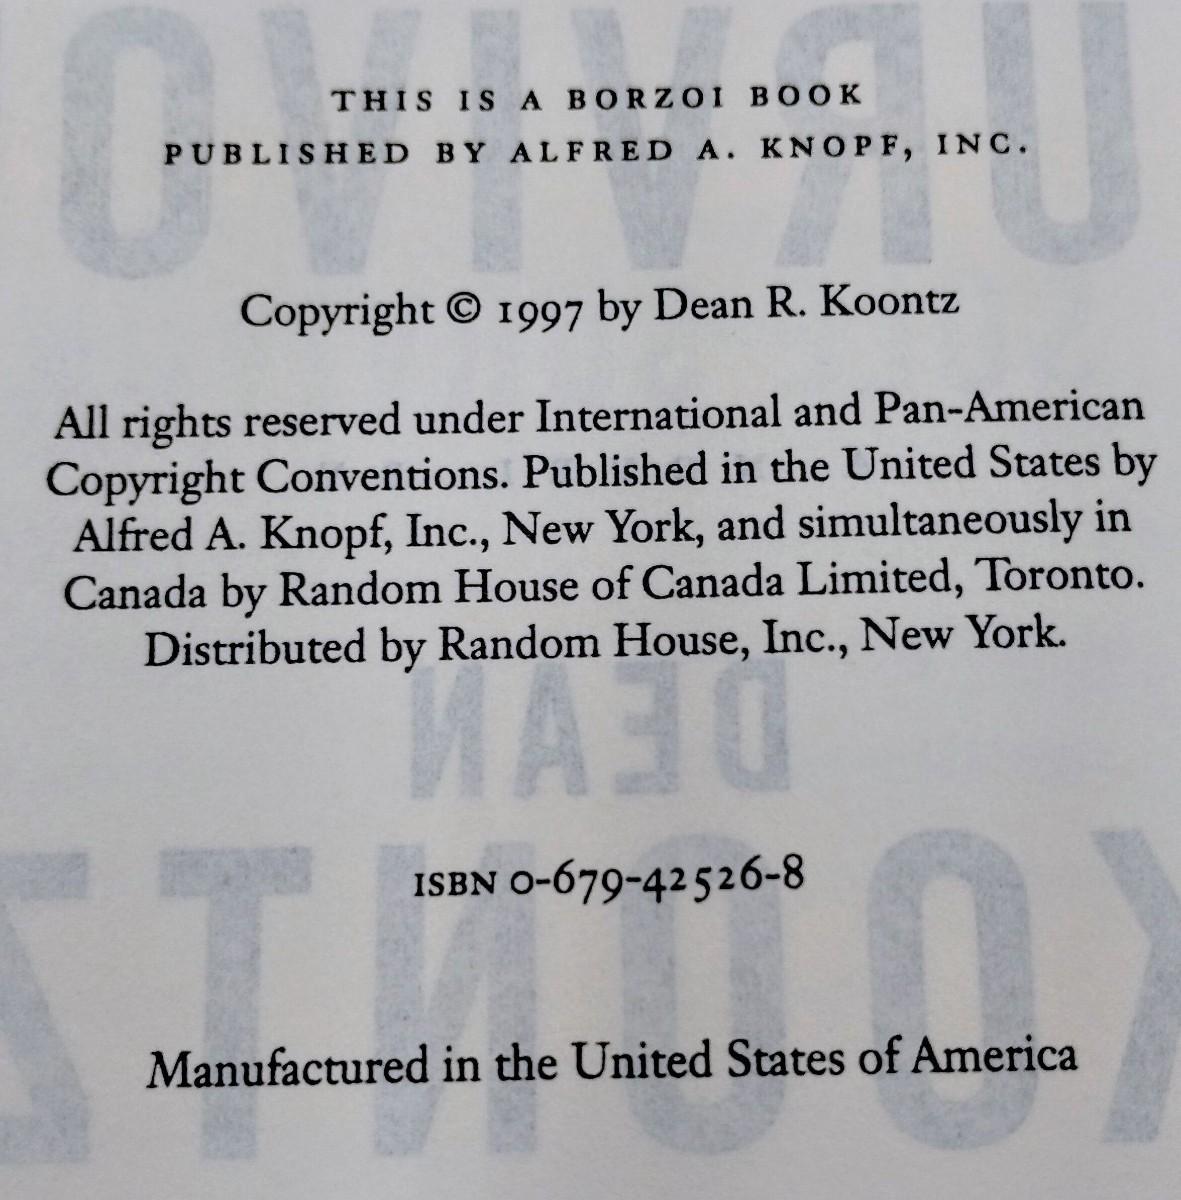 THIS IS A BORZOI BOOK
PUBLISHED BY ALFRED A. KNOPF, INC.
Copyright © 1997 by Dean R. Koontz
All rights reserved under International and Pan-American
Copyright Conventions. Published in the United States by
Alfred A. Knopf, Inc., New York, and simultaneously in
Canada by Random House of Canada Limited, Toronto.
Distributed by Random House, Inc., New York.
DEAN
ISBN 0-679-42526-8
KOONTZ
Manufactured in the United States of America